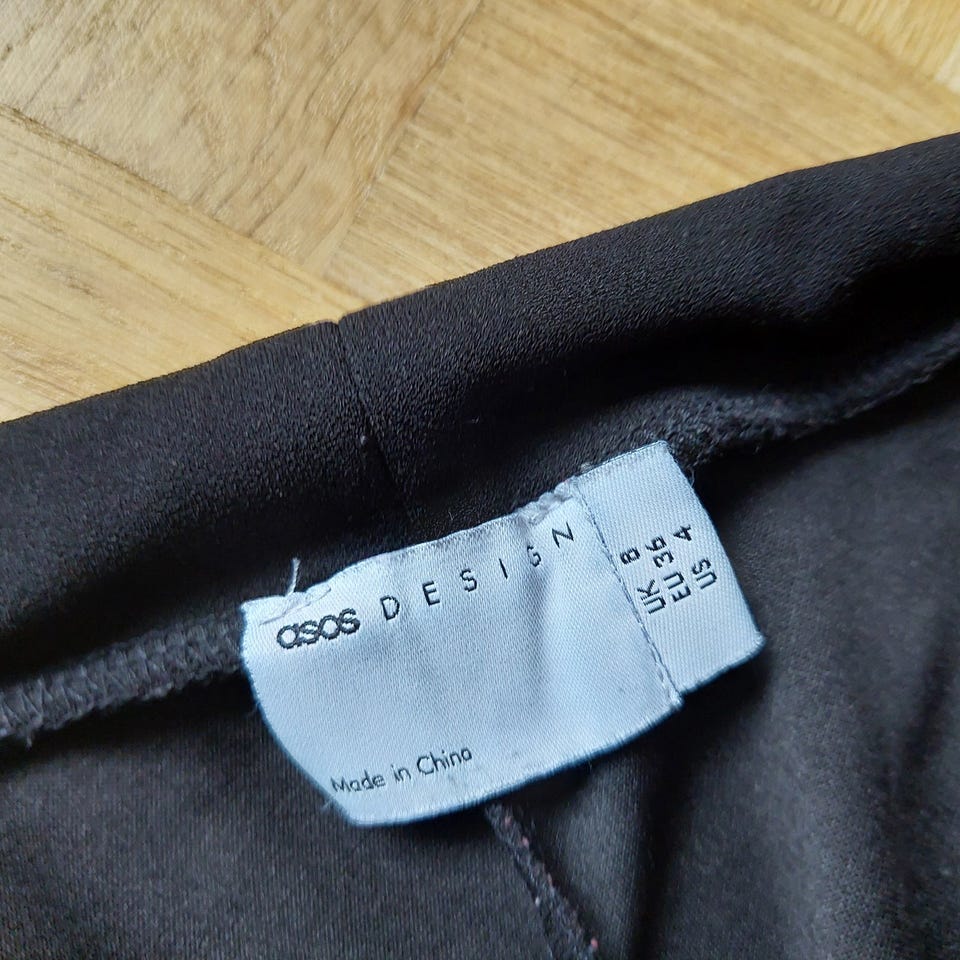 asos DESIGN
Made in China
UK 8
EU 36
US 4